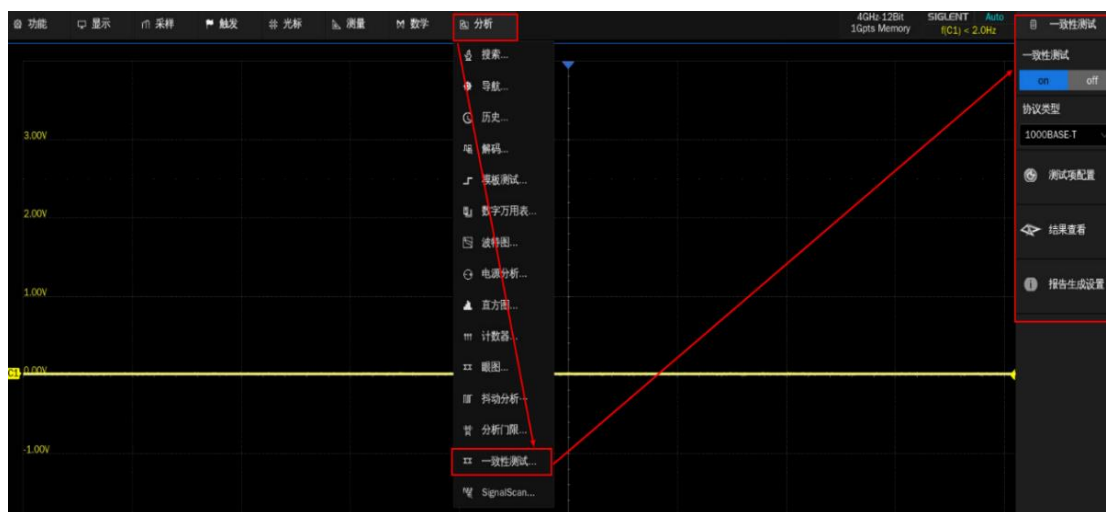 功能 显示 采样 触发 光标 测量 数学 分析
4GHz-12Bit
1Gpts Memory
SIGLENT Auto
f(C1) < 2.0Hz
一致性测试
一致性测试
on off
协议类型
1000BASE-T
测试项配置
结果查看
报告生成设置
搜索...
导航...
历史...
解码...
模板测试...
数字万用表...
波特图...
电源分析...
直方图...
计数器...
眼图...
抖动分析...
分析门限...
一致性测试...
SignalScan...
3.00V
2.00V
1.00V
C1 0.00V
-1.00V